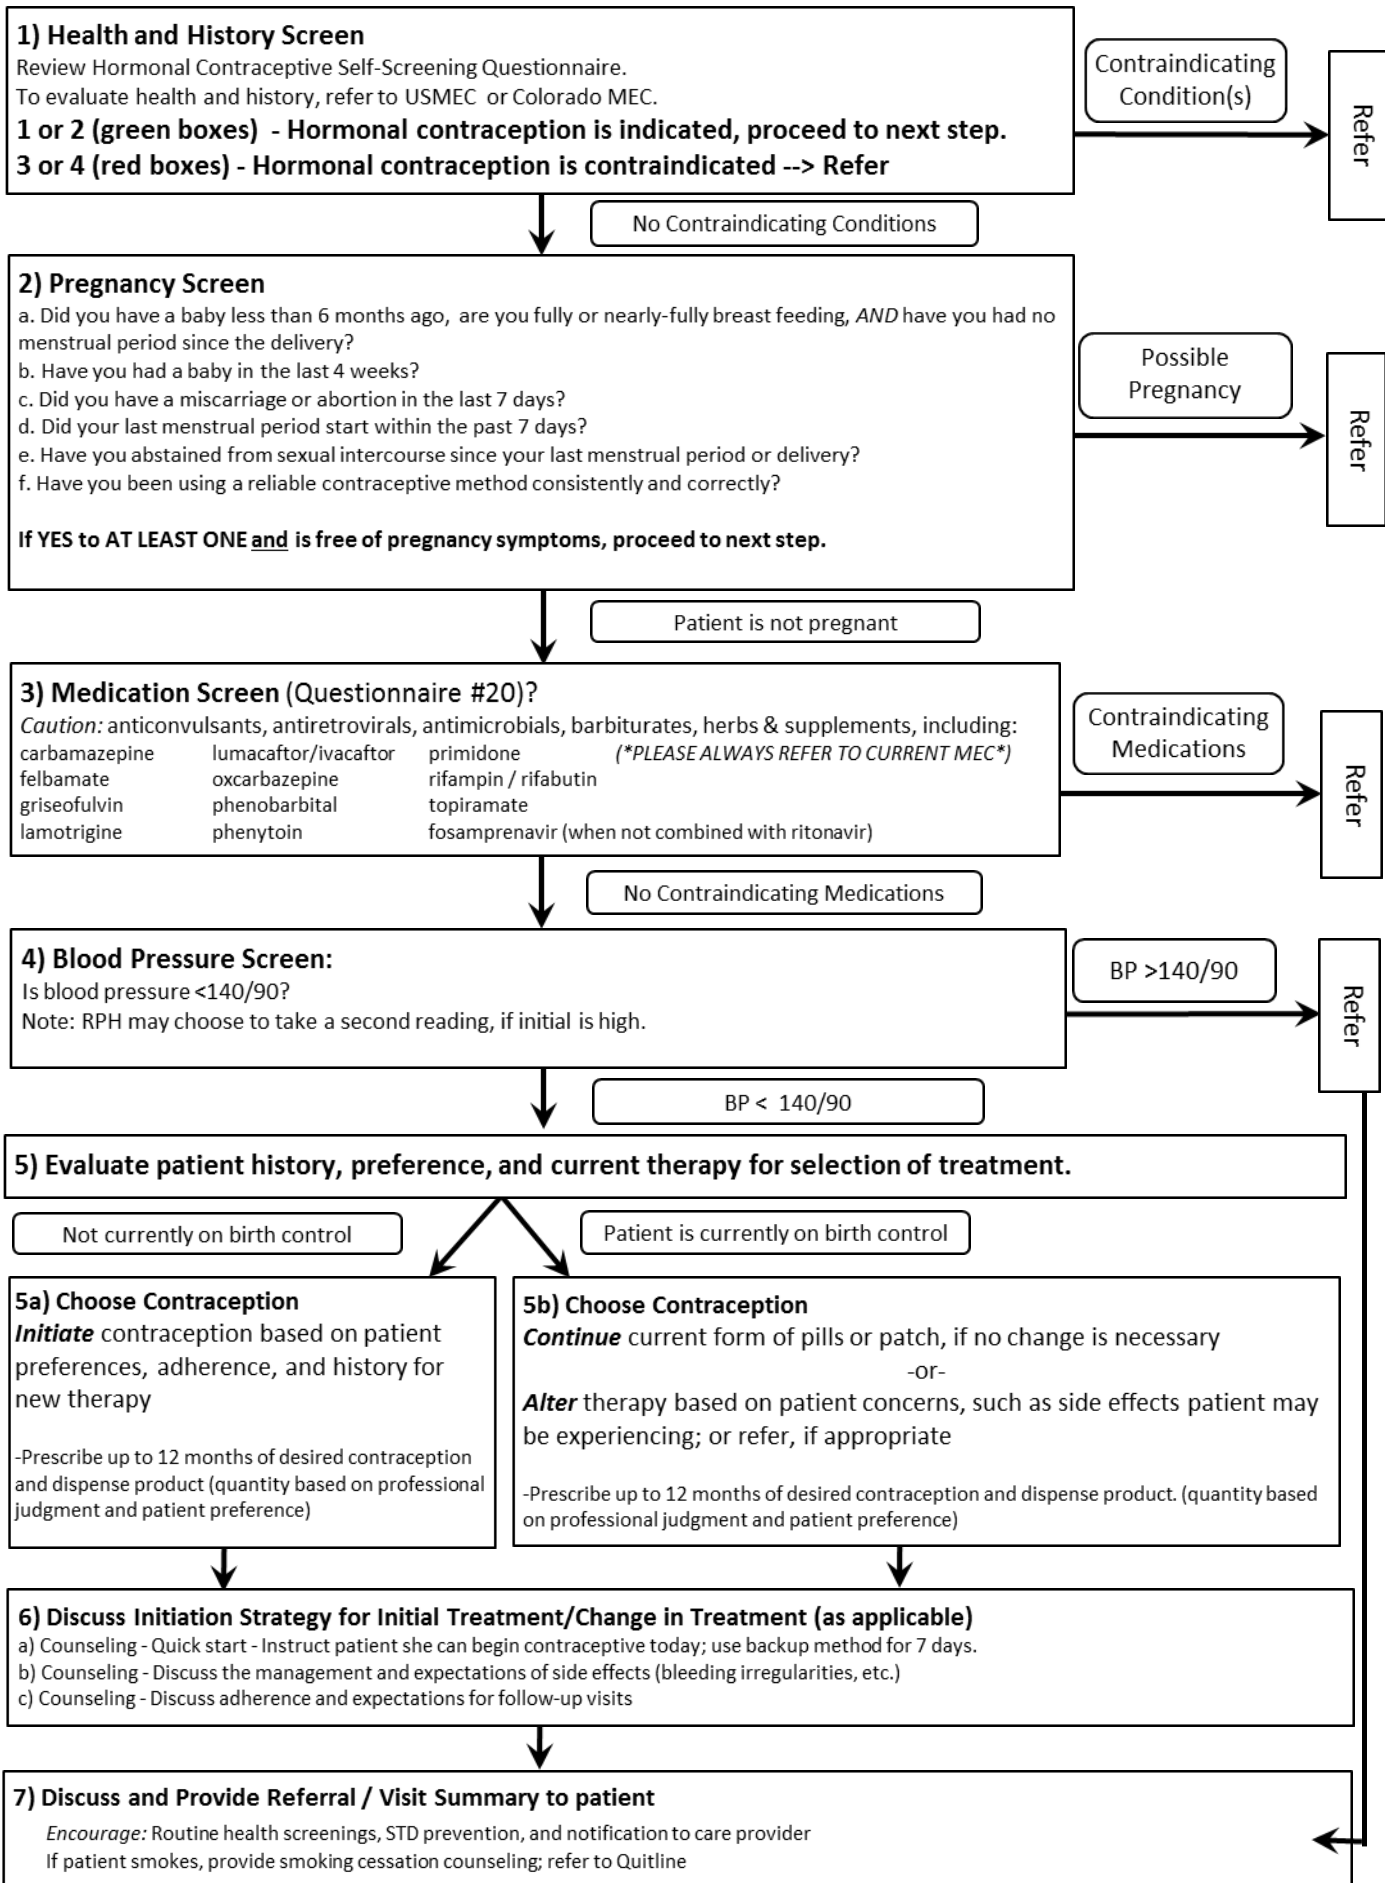 1) Health and History Screen
Review Hormonal Contraceptive Self-Screening Questionnaire.
To evaluate health and history, refer to USMEC or Colorado MEC.
1 or 2 (green boxes) - Hormonal contraception is indicated, proceed to next step.
3 or 4 (red boxes) - Hormonal contraception is contraindicated --> Refer
Contraindicating
Condition(s)
Refer
No Contraindicating Conditions
2) Pregnancy Screen
a. Did you have a baby less than 6 months ago, are you fully or nearly-fully breast feeding, AND have you had no
menstrual period since the delivery?
b. Have you had a baby in the last 4 weeks?
c. Did you have a miscarriage or abortion in the last 7 days?
d. Did your last menstrual period start within the past 7 days?
e. Have you abstained from sexual intercourse since your last menstrual period or delivery?
f. Have you been using a reliable contraceptive method consistently and correctly?
If YES to AT LEAST ONE and is free of pregnancy symptoms, proceed to next step.
Possible
Pregnancy
Refer
Patient is not pregnant
3) Medication Screen (Questionnaire #20)?
Caution: anticonvulsants, antiretrovirals, antimicrobials, barbiturates, herbs & supplements, including:
carbamazepine lumacaftor/ivacaftor primidone (*PLEASE ALWAYS REFER TO CURRENT MEC*)
felbamate oxcarbazepine rifampin / rifabutin
griseofulvin phenobarbital topiramate
lamotrigine phenytoin fosamprenavir (when not combined with ritonavir)
Contraindicating
Medications
Refer
No Contraindicating Medications
4) Blood Pressure Screen:
Is blood pressure <140/90?
Note: RPH may choose to take a second reading, if initial is high.
BP >140/90
Refer
BP < 140/90
5) Evaluate patient history, preference, and current therapy for selection of treatment.
Not currently on birth control
Patient is currently on birth control
5a) Choose Contraception
Initiate contraception based on patient
preferences, adherence, and history for
new therapy
-Prescribe up to 12 months of desired contraception
and dispense product (quantity based on professional
judgment and patient preference)
5b) Choose Contraception
Continue current form of pills or patch, if no change is necessary
-or-
Alter therapy based on patient concerns, such as side effects patient may
be experiencing; or refer, if appropriate
-Prescribe up to 12 months of desired contraception and dispense product. (quantity based
on professional judgment and patient preference)
6) Discuss Initiation Strategy for Initial Treatment/Change in Treatment (as applicable)
a) Counseling - Quick start - Instruct patient she can begin contraceptive today; use backup method for 7 days.
b) Counseling - Discuss the management and expectations of side effects (bleeding irregularities, etc.)
c) Counseling - Discuss adherence and expectations for follow-up visits
7) Discuss and Provide Referral / Visit Summary to patient
Encourage: Routine health screenings, STD prevention, and notification to care provider
If patient smokes, provide smoking cessation counseling; refer to Quitline